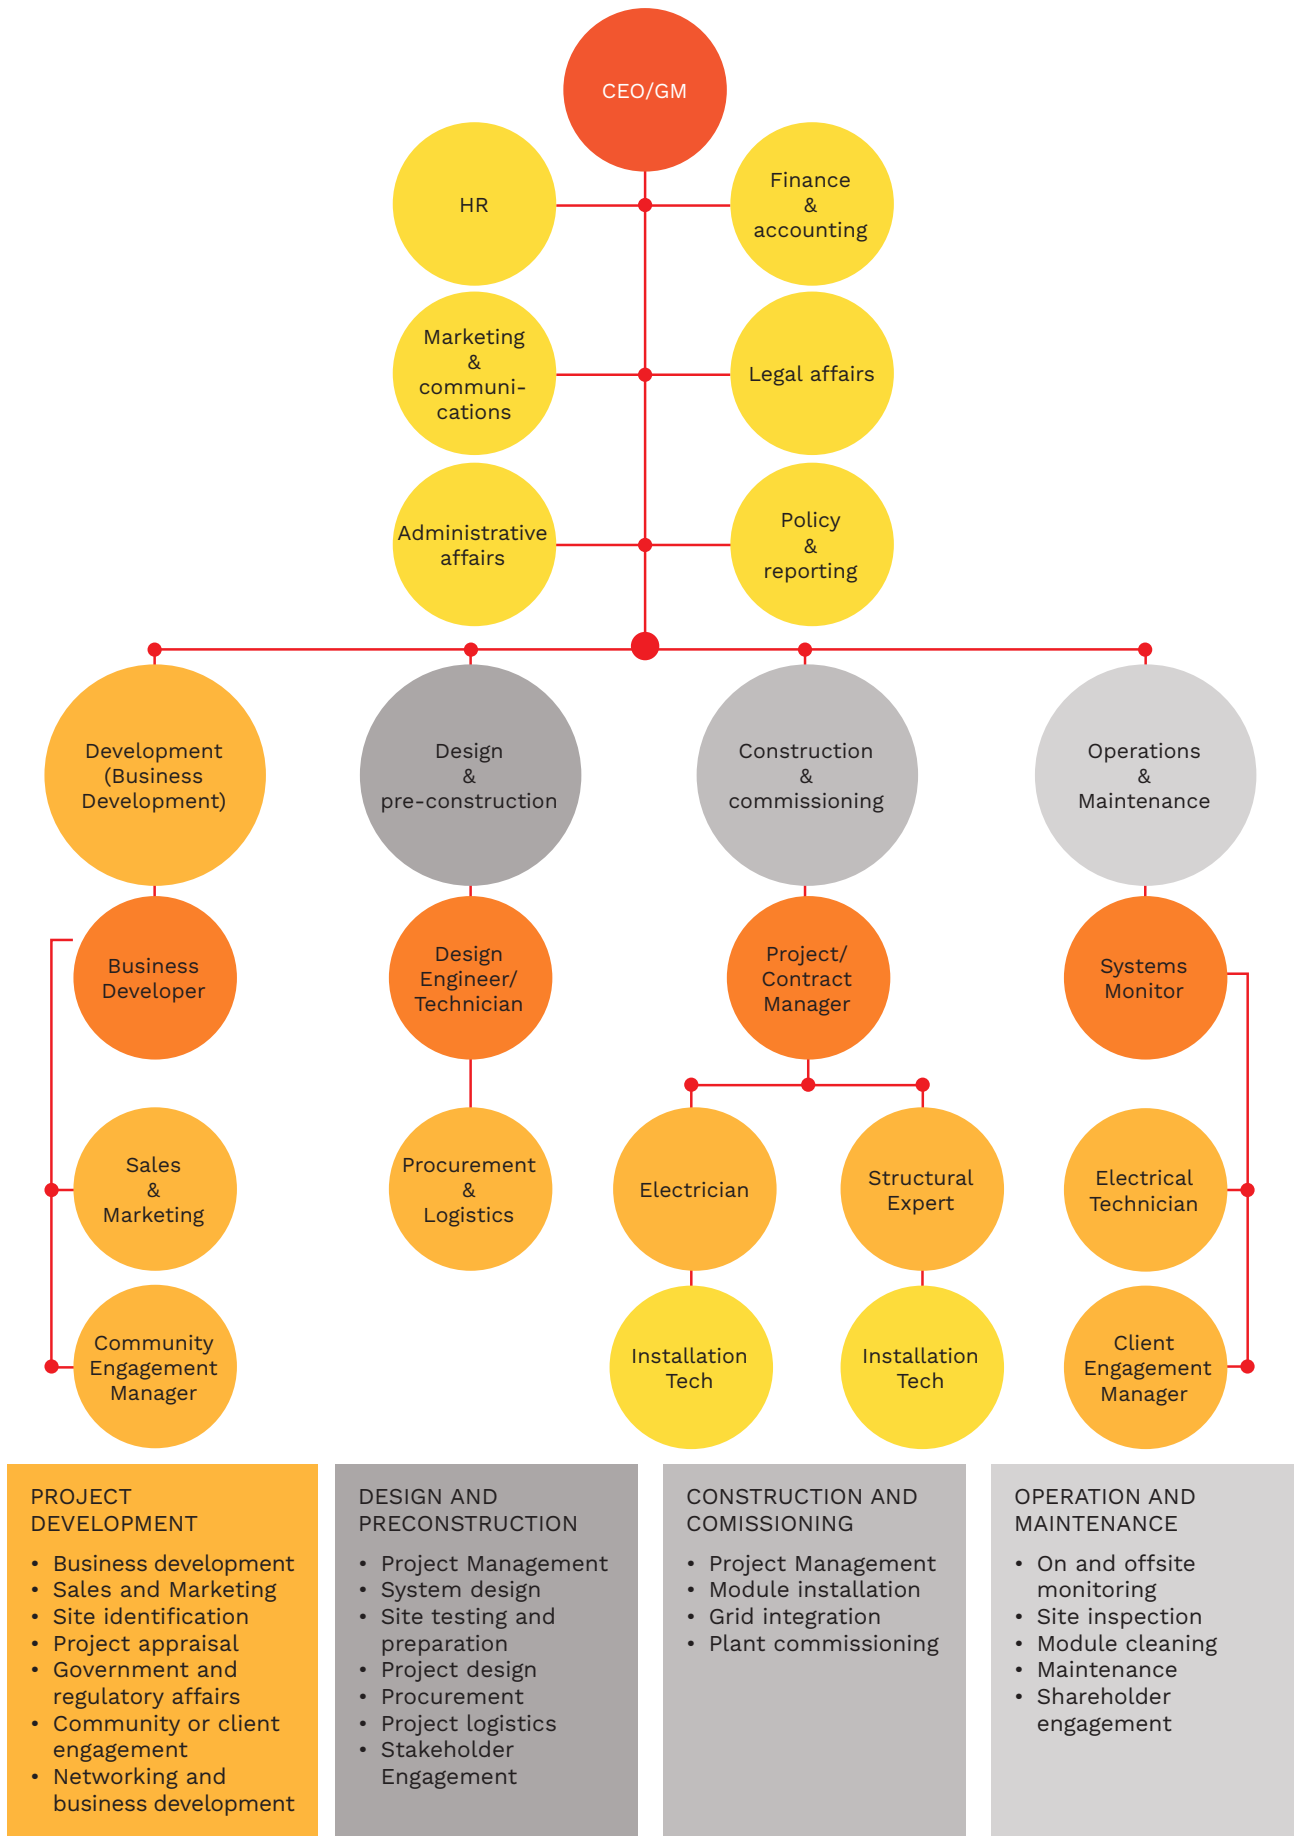 CEO/GM
HR
Finance
&
accounting
Marketing
&
communi-
cations
Legal affairs
Administrative
affairs
Policy
&
reporting
Development
(Business
Development)
Design
&
pre-construction
Construction
&
commissioning
Operations
&
Maintenance
Business
Developer
Design
Engineer/
Technician
Project/
Contract
Manager
Systems
Monitor
Sales
&
Marketing
Procurement
&
Logistics
Electrician
Structural
Expert
Electrical
Technician
Community
Engagement
Manager
Installation
Tech
Installation
Tech
Client
Engagement
Manager
PROJECT
DEVELOPMENT
• Business development
• Sales and Marketing
• Site identification
• Project appraisal
• Government and
regulatory affairs
• Community or client
engagement
• Networking and
business development
DESIGN AND
PRECONSTRUCTION
• Project Management
• System design
• Site testing and
preparation
• Project design
• Procurement
• Project logistics
• Stakeholder
Engagement
CONSTRUCTION AND
COMISSIONING
• Project Management
• Module installation
• Grid integration
• Plant commissioning
OPERATION AND
MAINTENANCE
• On and offsite
monitoring
• Site inspection
• Module cleaning
• Maintenance
• Shareholder
engagement